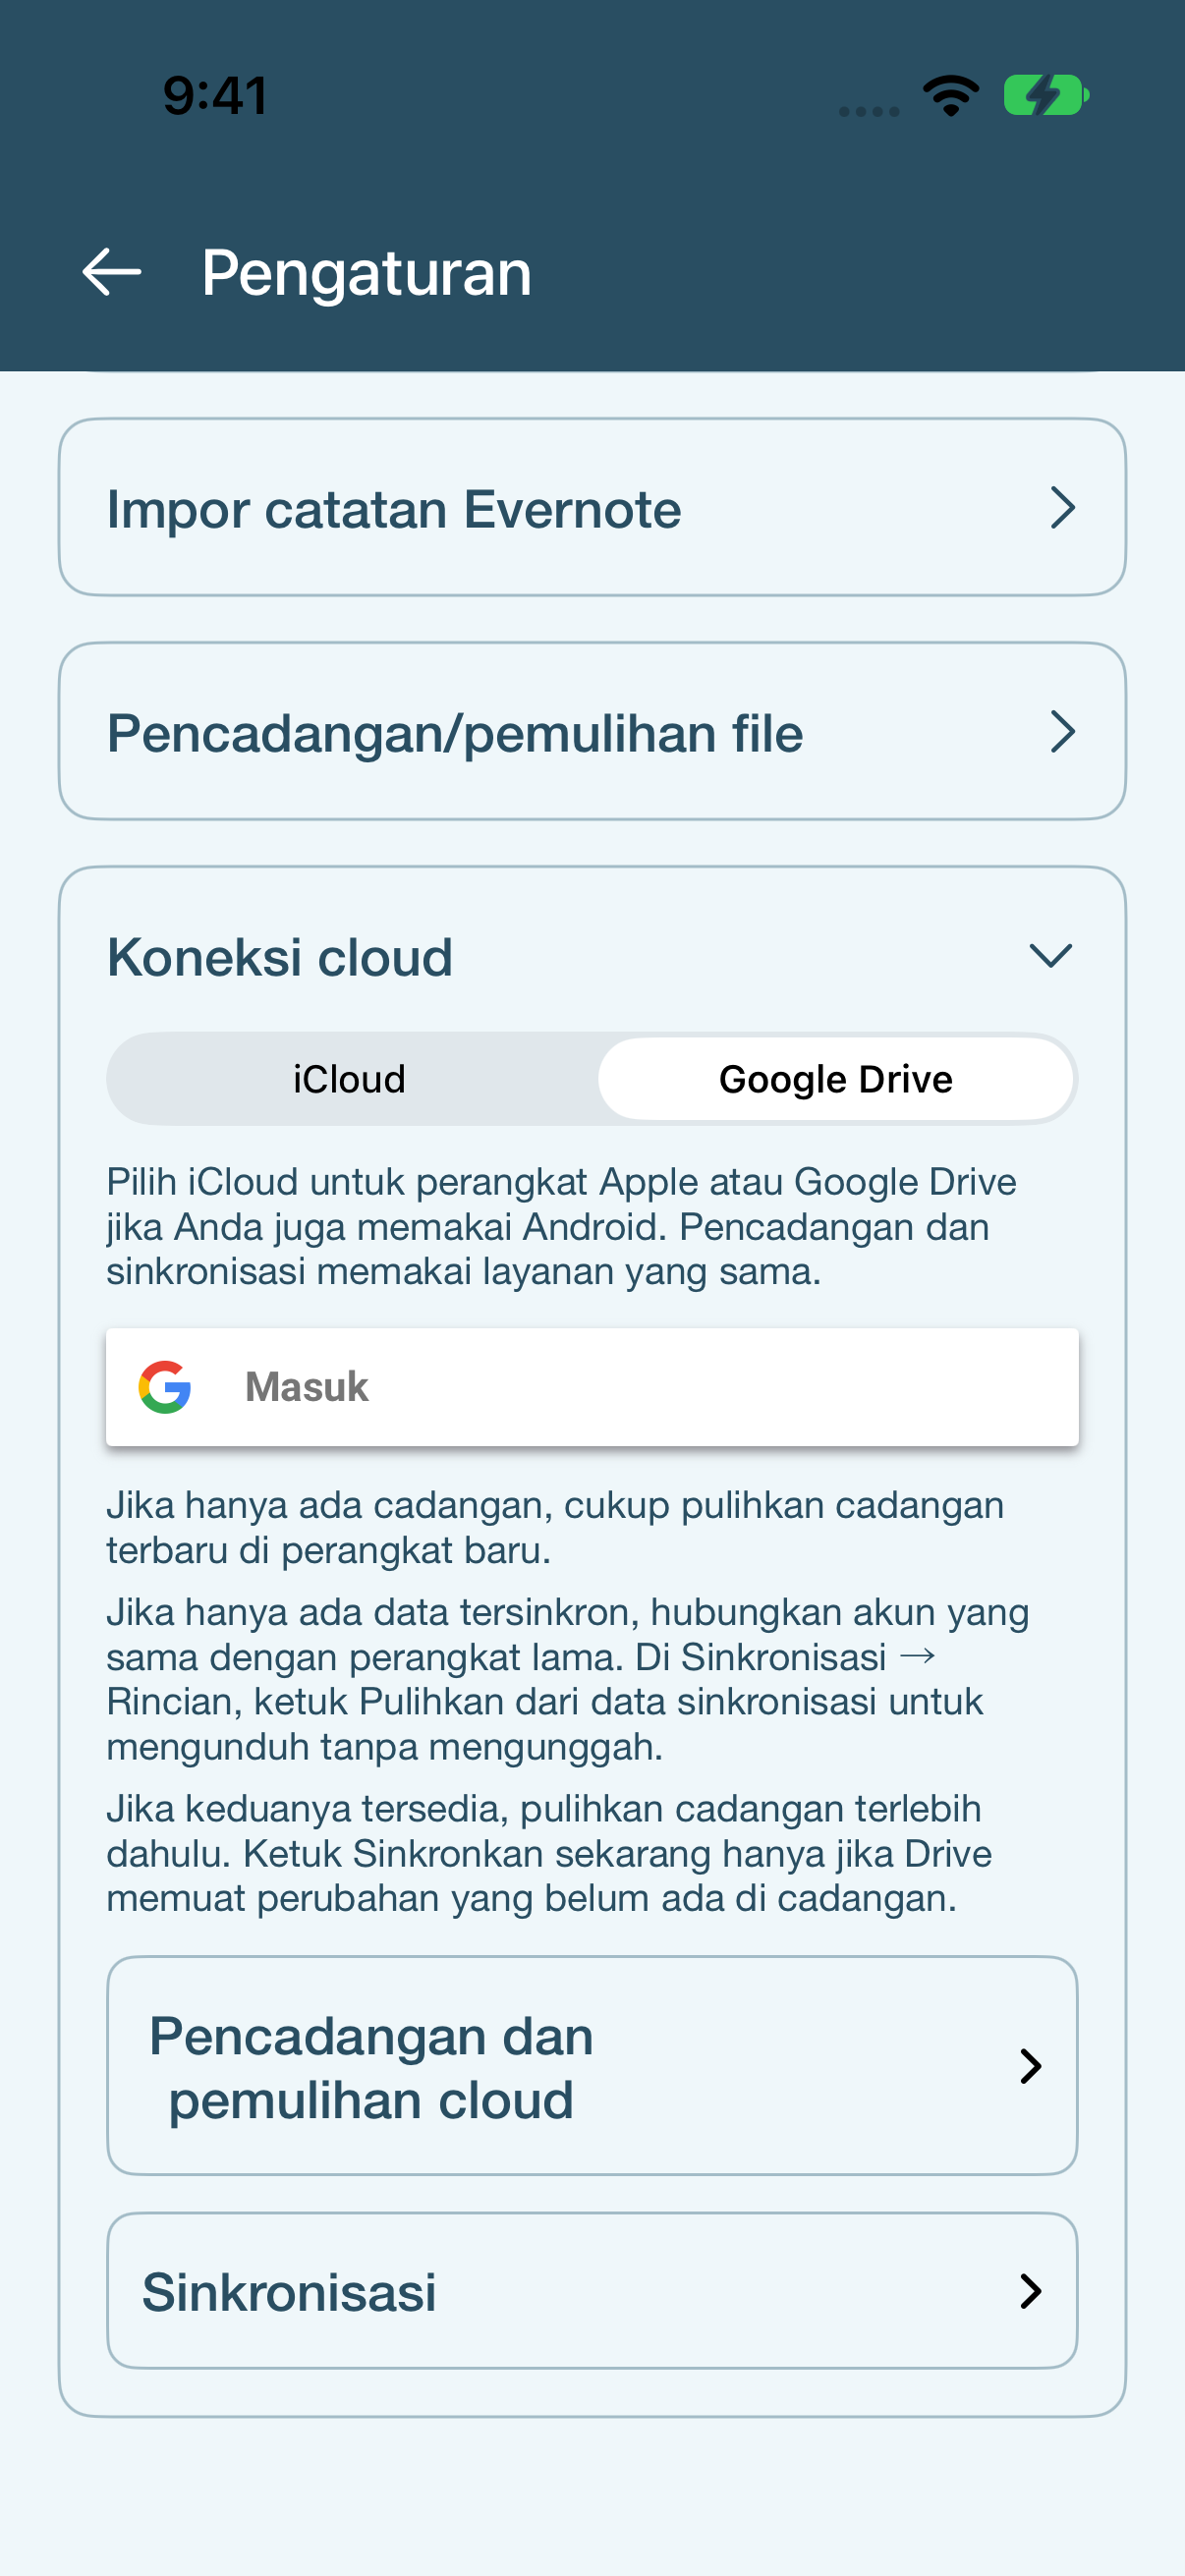 9:41
Pengaturan
Impor catatan Evernote
Pencadangan/pemulihan file
Koneksi cloud
iCloud
Google Drive
Pilih iCloud untuk perangkat Apple atau Google Drive
jika Anda juga memakai Android. Pencadangan dan
sinkronisasi memakai layanan yang sama.
Masuk
Jika hanya ada cadangan, cukup pulihkan cadangan
terbaru di perangkat baru.
Jika hanya ada data tersinkron, hubungkan akun yang
sama dengan perangkat lama. Di Sinkronisasi →
Rincian, ketuk Pulihkan dari data sinkronisasi untuk
mengunduh tanpa mengunggah.
Jika keduanya tersedia, pulihkan cadangan terlebih
dahulu. Ketuk Sinkronkan sekarang hanya jika Drive
memuat perubahan yang belum ada di cadangan.
Pencadangan dan
pemulihan cloud
Sinkronisasi